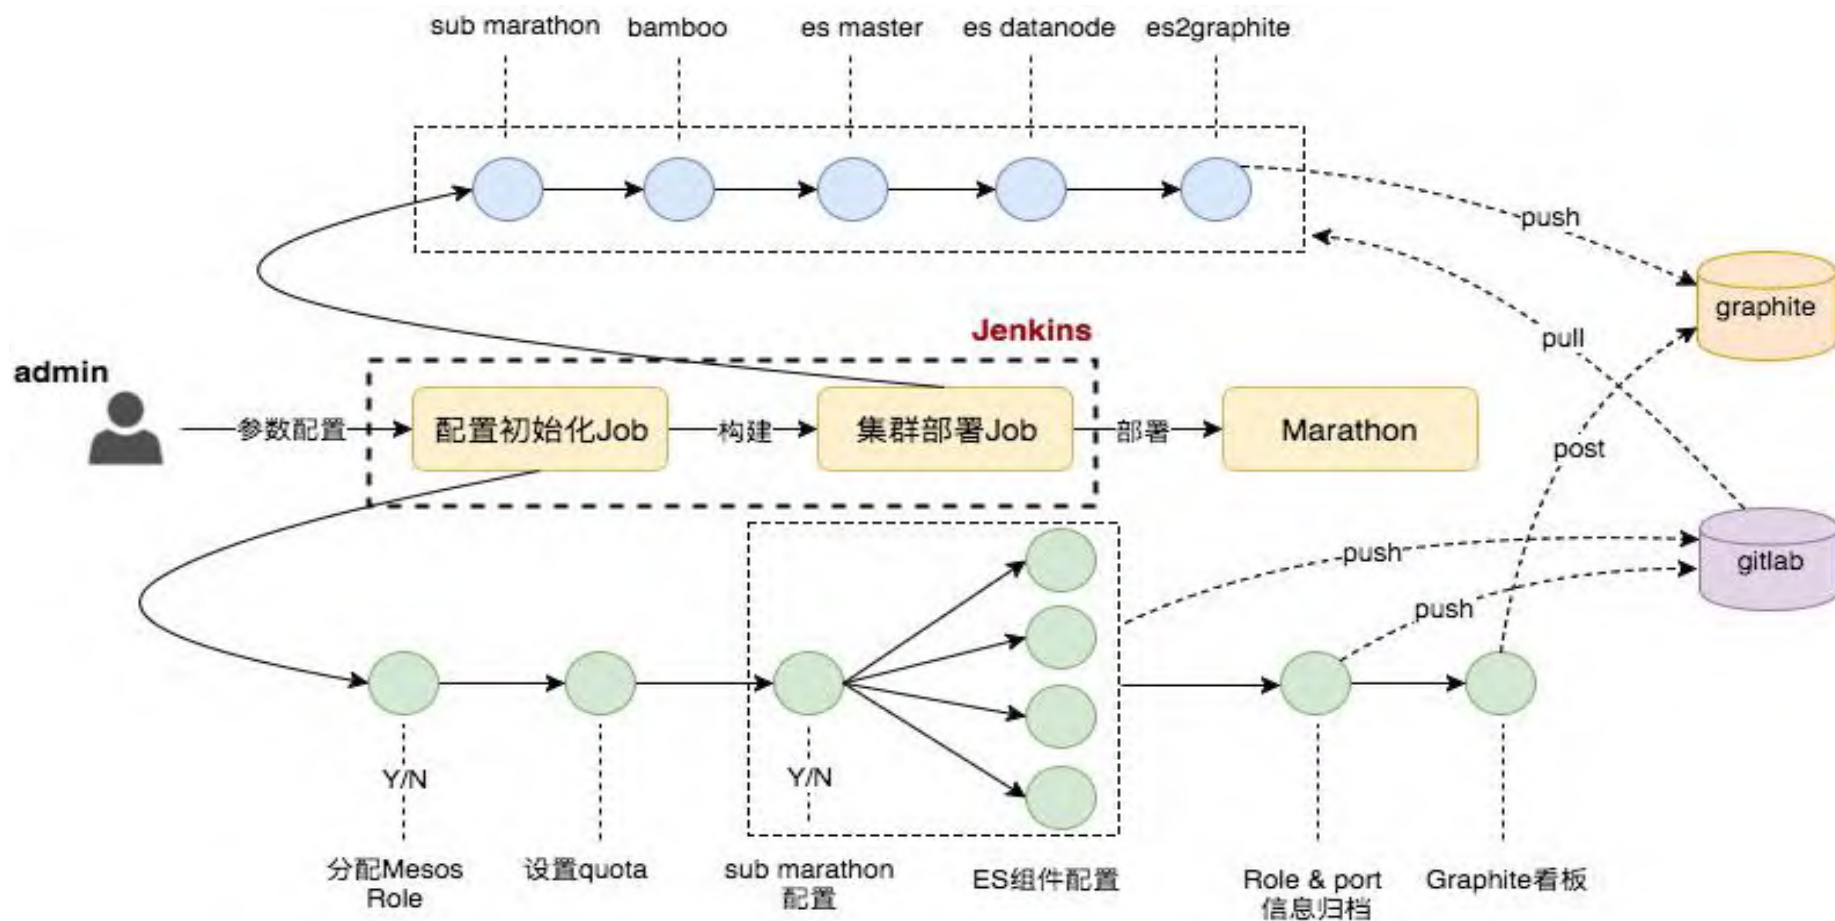 sub marathon
bamboo
es master
es datanode
es2graphite
push
graphite
Jenkins
pull
admin
参数配置
配置初始化Job
构建
集群部署Job
部署
Marathon
post
push
gitlab
push
Y/N
Y/N
分配Mesos
Role
设置quota
sub marathon
配置
ES组件配置
Role & port
信息归档
Graphite看板